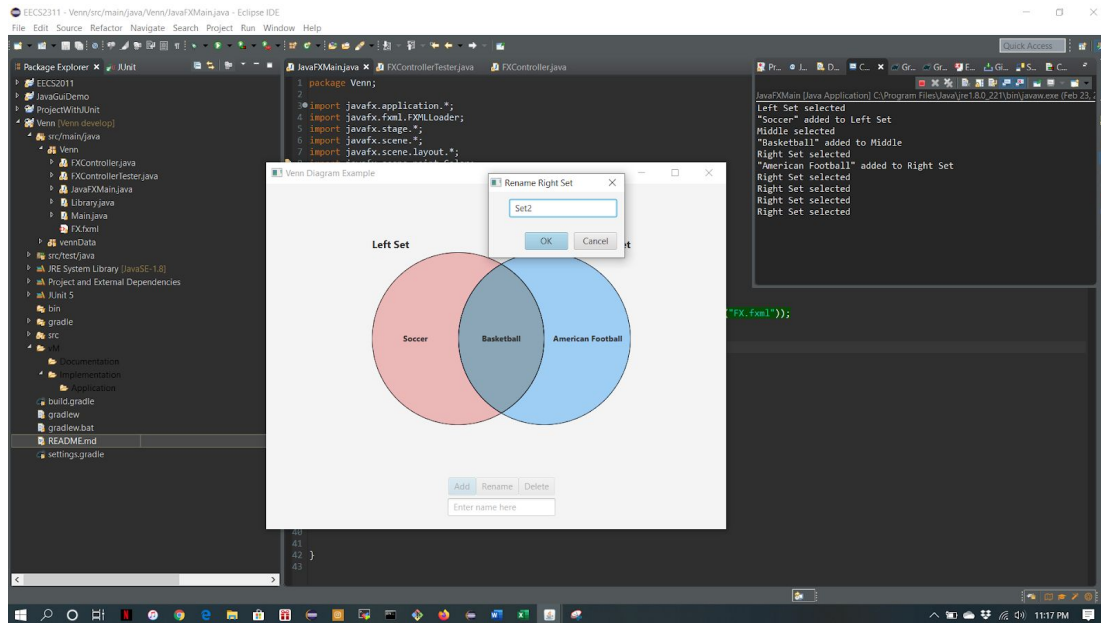 EECS2311 - Venn/src/main/java/Venn/JavaFXMain.java - Eclipse IDE
File Edit Source Refactor Navigate Search Project Run Window Help
Quick Access
Package Explorer JUnit
EECS2011
JavaGuiDemo
ProjectWithJUnit
Venn [Venn develop]
src/main/java
Venn
FXController.java
FXControllerTester.java
JavaFXMain.java
Library.java
Main.java
FX.fxml
vennData
src/test/java
JRE System Library [JavaSE-1.8]
Project and External Dependencies
JUnit 5
bin
gradle
src
vM
Documentation
Implementation
Application
build.gradle
gradlew
gradlew.bat
README.md
settings.gradle
JavaFXMain.java FXControllerTester.java FXController.java
1 package Venn;
2
3 import javafx.application.*;
4 import javafx.fxml.FXMLLoader;
5 import javafx.stage.*;
6 import javafx.scene.*;
7 import javafx.scene.layout.*;
("FX.fxml"));
41
42 }
43
Pr... J... D... C... Gr... Gr... E... Gi... S... C...
JavaFXMain [Java Application] C:\Program Files\Java\jre1.8.0_221\bin\javaw.exe (Feb 23, 2
Left Set selected
"Soccer" added to Left Set
Middle selected
"Basketball" added to Middle
Right Set selected
"American Football" added to Right Set
Right Set selected
Right Set selected
Right Set selected
Right Set selected
Venn Diagram Example
Rename Right Set
Set2
OK Cancel
Left Set
Soccer Basketball American Football
Add Rename Delete
Enter name here
11:17 PM